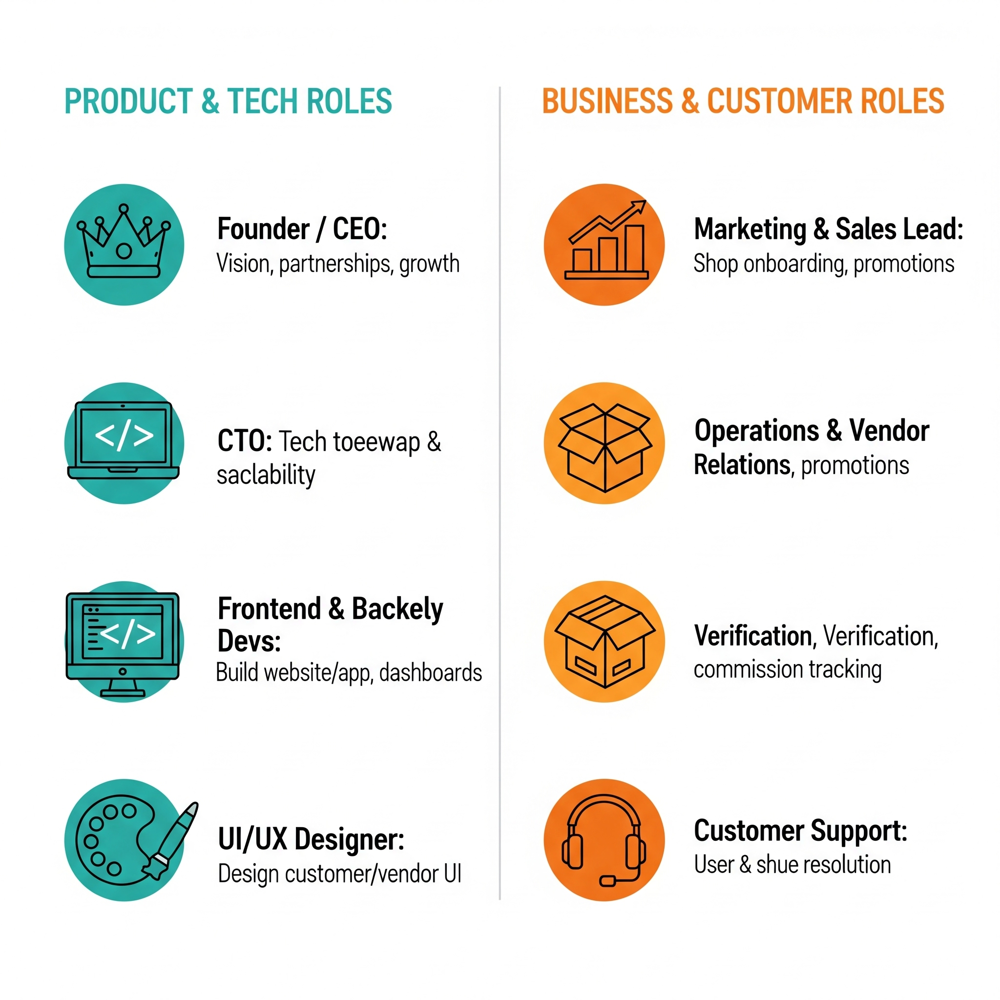 PRODUCT & TECH ROLES
Founder / CEO:
Vision, partnerships, growth
CTO: Tech toeewap &
saclability
Frontend & Backely
Devs:
Build website/app, dashboards
UI/UX Designer:
Design customer/vendor UI
BUSINESS & CUSTOMER ROLES
Marketing & Sales Lead:
Shop onboarding, promotions
Operations & Vendor
Relations, promotions
Verification, Verification,
commission tracking
Customer Support:
User & shue resolution